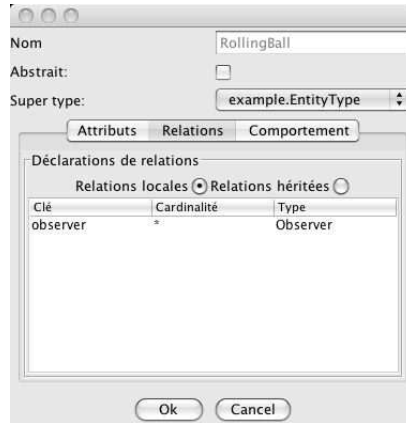 Nom RollingBall
Abstrait:
Super type: example.EntityType
Attributs Relations Comportement
Déclarations de relations
Relations locales Relations héritées
Clé Cardinalité Type
observer * Observer
Ok Cancel